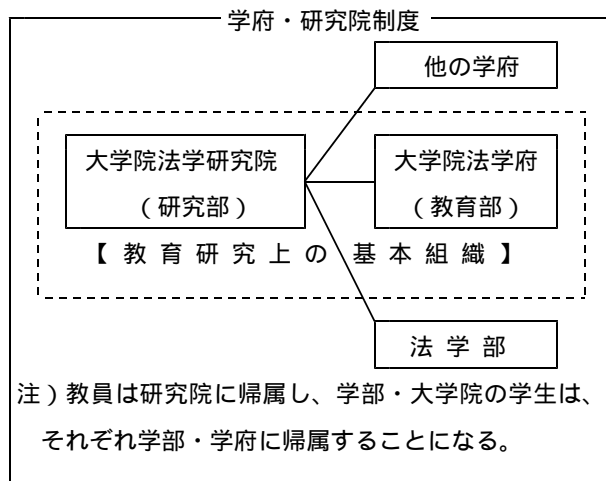 学府・研究院制度
他の学府
大学院法学研究院
(研究部)
大学院法学府
(教育部)
【教育研究上の 基本組織】
法学部
注)教員は研究院に帰属し、学部・大学院の学生は、
それぞれ学部・学府に帰属することになる。